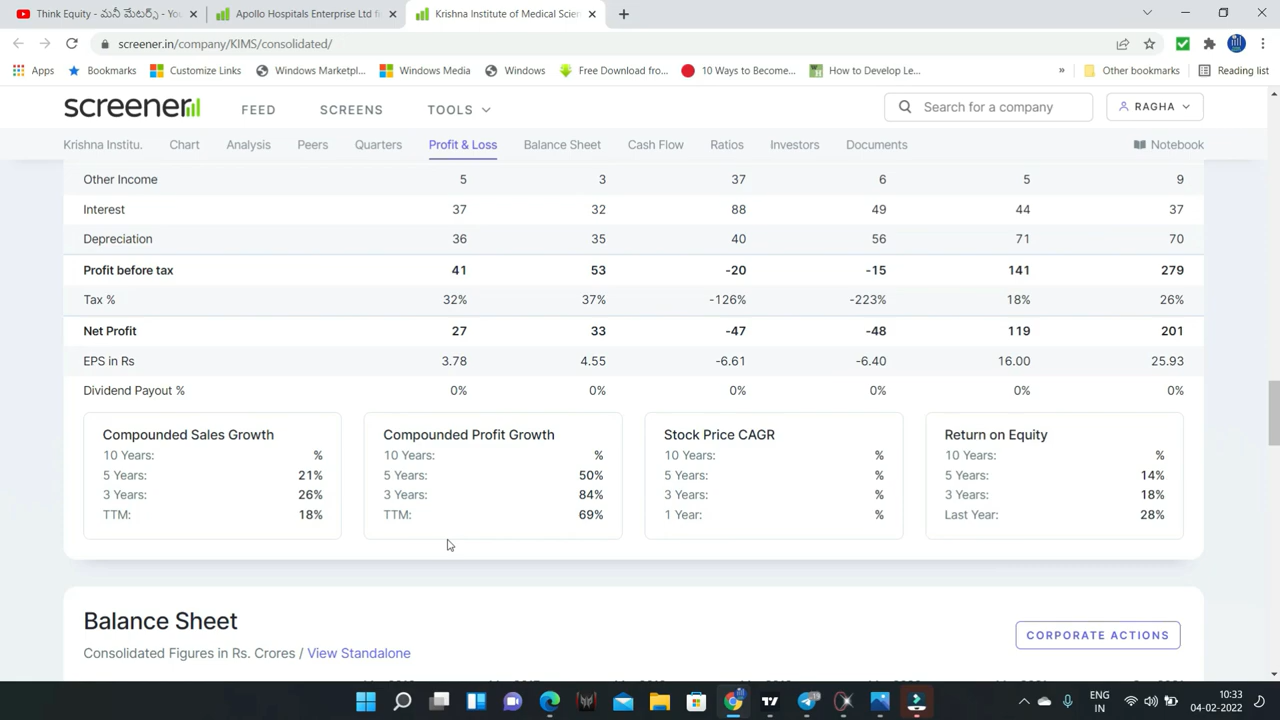 Think Equity - మనీ మేటర్స్ - Yo
Apollo Hospitals Enterprise Ltd fi
Krishna Institute of Medical Scien
screener.in/company/KIMS/consolidated/
Apps
Bookmarks
Customize Links
Windows Marketpl...
Windows Media
Windows
Free Download fro...
10 Ways to Become...
How to Develop Le...
»
Other bookmarks
Reading list
screener
FEED
SCREENS
TOOLS
Search for a company
RAGHA
Krishna Institu.
Chart
Analysis
Peers
Quarters
Profit & Loss
Balance Sheet
Cash Flow
Ratios
Investors
Documents
Notebook
Other Income 5 3 37 6 5 9
Interest 37 32 88 49 44 37
Depreciation 36 35 40 56 71 70
Profit before tax 41 53 -20 -15 141 279
Tax % 32% 37% -126% -223% 18% 26%
Net Profit 27 33 -47 -48 119 201
EPS in Rs 3.78 4.55 -6.61 -6.40 16.00 25.93
Dividend Payout % 0% 0% 0% 0% 0% 0%
Compounded Sales Growth
10 Years: %
5 Years: 21%
3 Years: 26%
TTM: 18%
Compounded Profit Growth
10 Years: %
5 Years: 50%
3 Years: 84%
TTM: 69%
Stock Price CAGR
10 Years: %
5 Years: %
3 Years: %
1 Year: %
Return on Equity
10 Years: %
5 Years: 14%
3 Years: 18%
Last Year: 28%
Balance Sheet
Consolidated Figures in Rs. Crores / View Standalone
CORPORATE ACTIONS
ENG
IN
10:33
04-02-2022